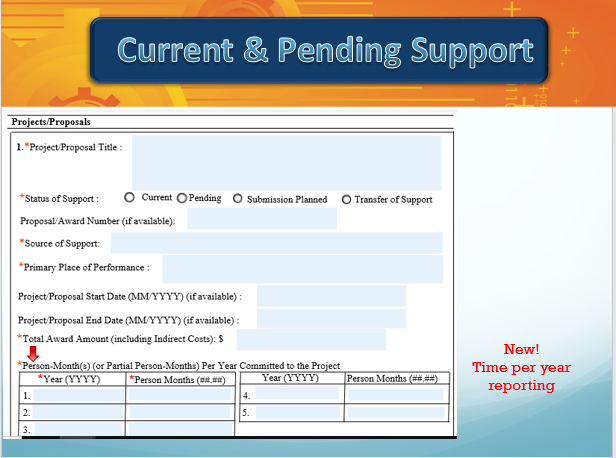 Current & Pending Support
Projects/Proposals
1.*Project/Proposal Title :
*Status of Support : Current Pending Submission Planned Transfer of Support
Proposal/Award Number (if available):
*Source of Support:
*Primary Place of Performance :
Project/Proposal Start Date (MM/YYYY) (if available) :
Project/Proposal End Date (MM/YYYY) (if available) :
*Total Award Amount (including Indirect Costs): $
*Person-Month(s) (or Partial Person-Months) Per Year Committed to the Project
*Year (YYYY) *Person Months (##.##) Year (YYYY) Person Months (##.##)
1. 4.
2. 5.
3.
New!
Time per year
reporting